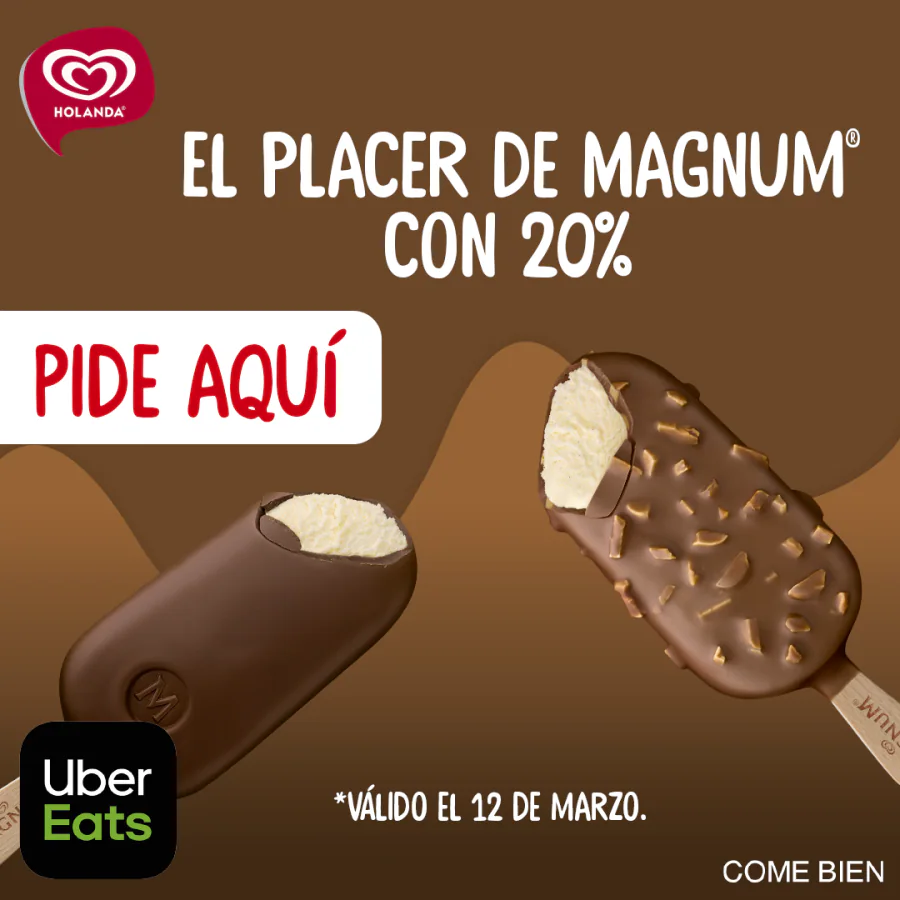 HOLANDA®
EL PLACER DE MAGNUM®
CON 20%
PIDE AQUÍ
M
Uber
Eats
*VÁLIDO EL 12 DE MARZO.
COME BIEN